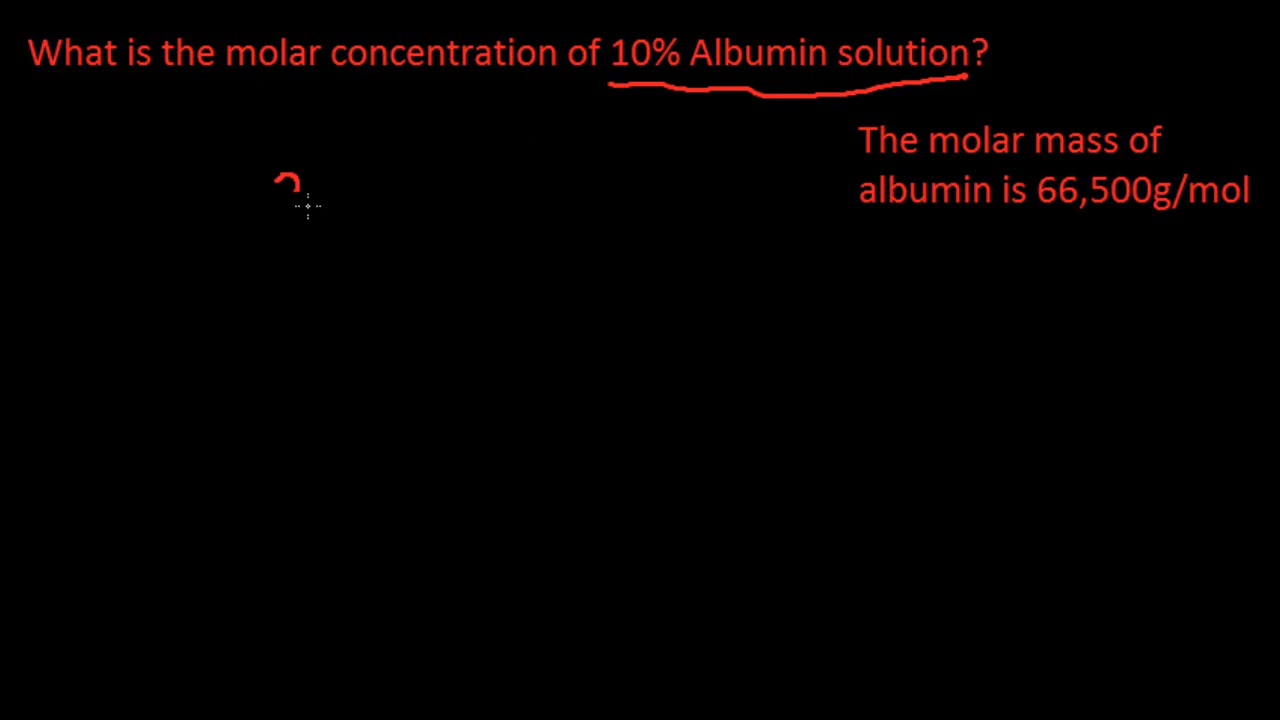 What is the molar concentration of 10% Albumin solution?
The molar mass of
albumin is 66,500g/mol